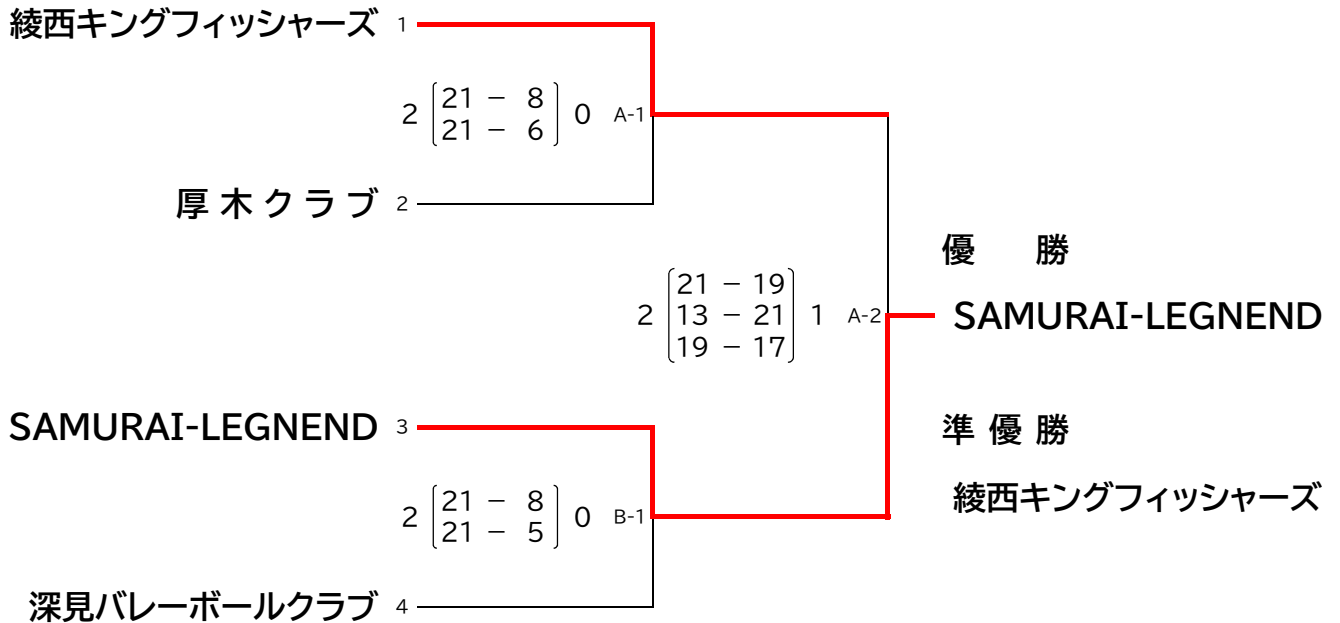 綾西キングフィッシャーズ 1
2 21 － 8 0 A-1
21 － 6
厚木クラブ 2
優　勝
2 21 － 19 1 A-2
13 － 21
19 － 17
SAMURAI-LEGNEND
SAMURAI-LEGNEND 3
準優勝
綾西キングフィッシャーズ
2 21 － 8 0 B-1
21 － 5
深見バレーボールクラブ 4